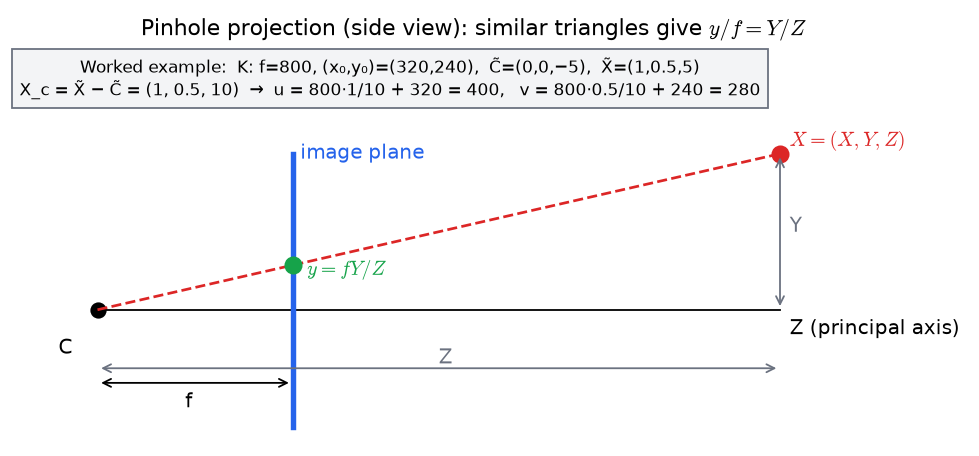 Pinhole projection (side view): similar triangles give y/f = Y/Z
Worked example:  K: f=800, (x₀,y₀)=(320,240),  C̃=(0,0,−5),  X̃=(1,0.5,5)
X_c = X̃ − C̃ = (1, 0.5, 10)  →  u = 800·1/10 + 320 = 400,   v = 800·0.5/10 + 240 = 280
X = (X, Y, Z)
image plane
Y
y = fY/Z
Z (principal axis)
C
Z
f